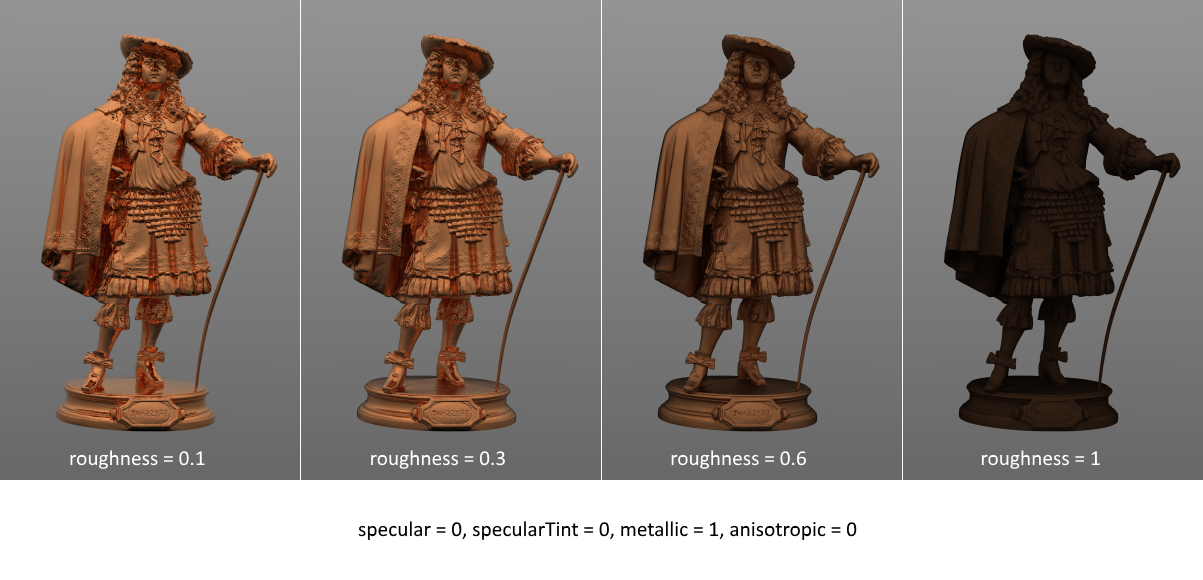 roughness = 0.1
roughness = 0.3
roughness = 0.6
roughness = 1
specular = 0, specularTint = 0, metallic = 1, anisotropic = 0